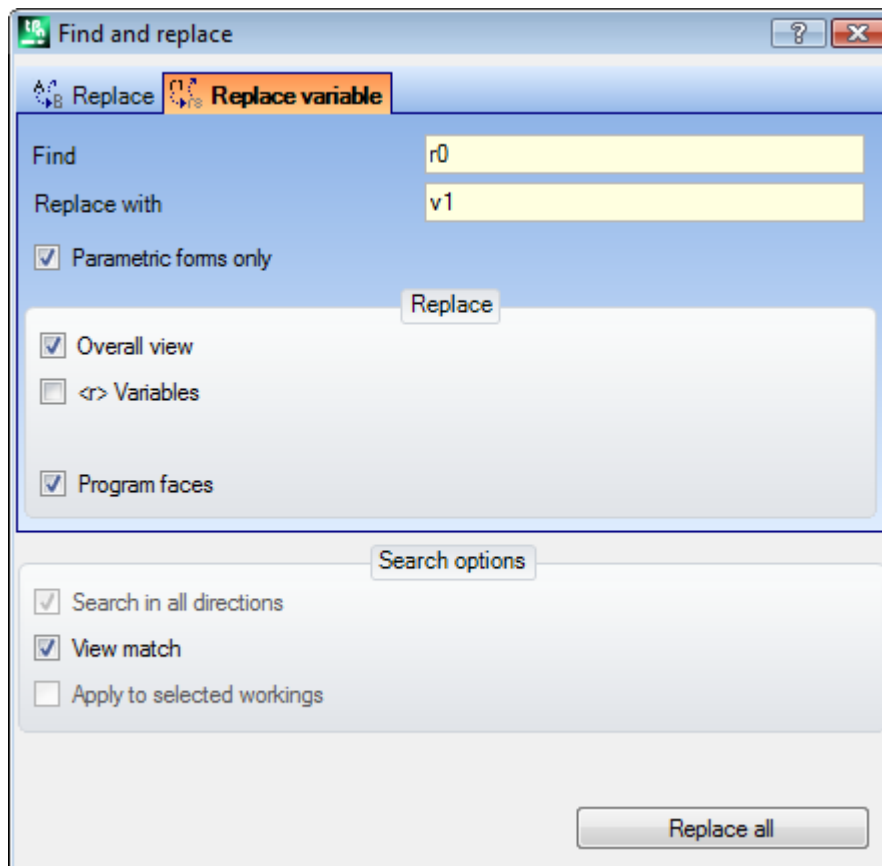 Find and replace
Replace
Replace variable
Find
r0
Replace with
v1
Parametric forms only
Replace
Overall view
<r> Variables
Program faces
Search options
Search in all directions
View match
Apply to selected workings
Replace all